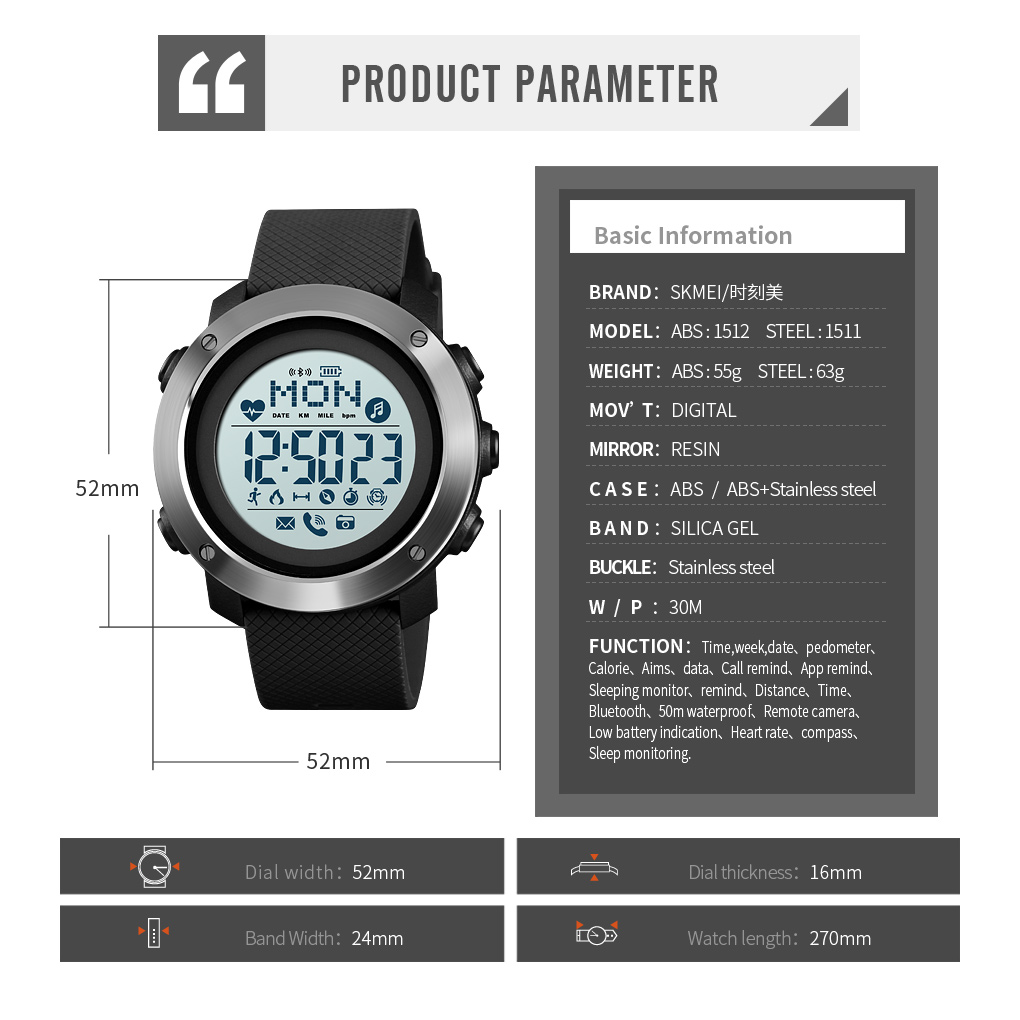 PRODUCT PARAMETER
Basic Information
BRAND: SKMEI/时刻美
MODEL: ABS: 1512 STEEL: 1511
WEIGHT: ABS: 55g STEEL: 63g
MOV’ T: DIGITAL
MIRROR: RESIN
CASE: ABS / ABS+Stainless steel
BAND: SILICA GEL
BUCKLE: Stainless steel
W / P : 30M
FUNCTION: Time,week,date、pedometer、
Calorie、Aims、data、Call remind、App remind、
Sleeping monitor、remind、Distance、Time、
Bluetooth、50m waterproof、Remote camera、
Low battery indication、Heart rate、compass、
Sleep monitoring.
MON
DATE KM MILE bpm
12:5023
52mm
52mm
Dial width: 52mm
Dial thickness: 16mm
Band Width: 24mm
Watch length: 270mm